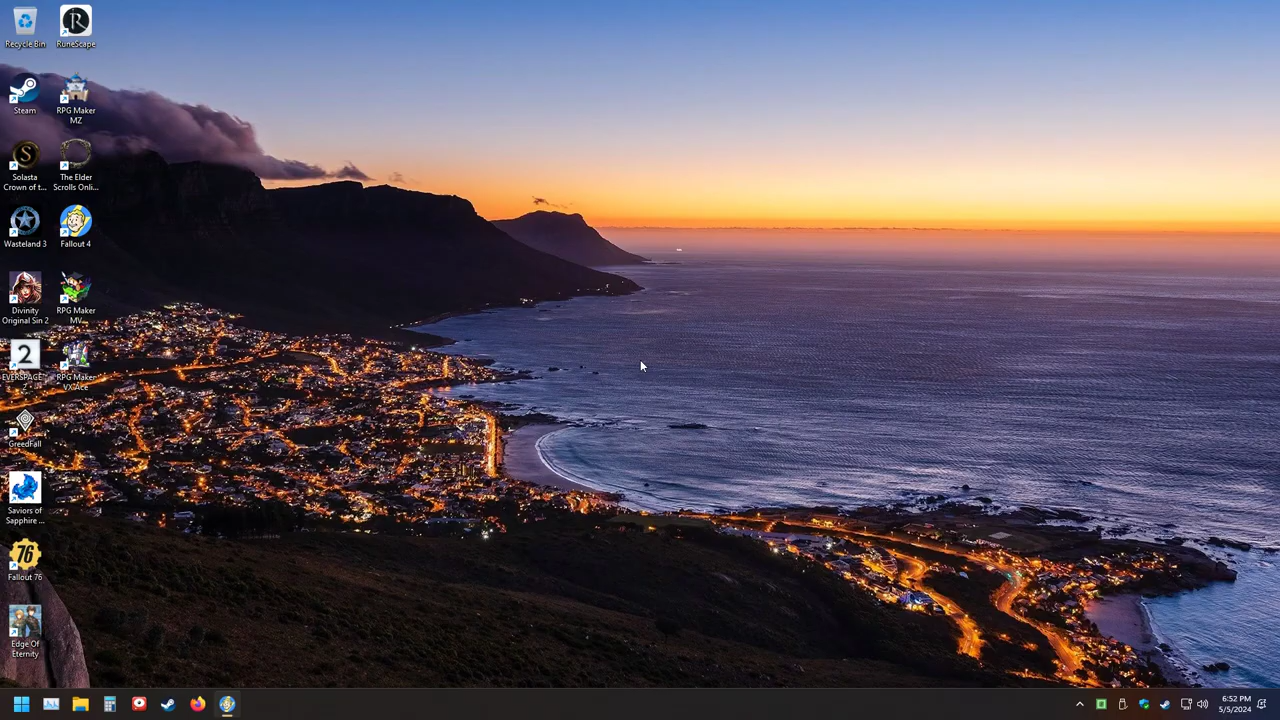 Recycle Bin
RuneScape
Steam
RPG Maker
MZ
Solasta
Crown of t...
The Elder
Scrolls Onli...
Wasteland 3
Fallout 4
Divinity
Original Sin 2
RPG Maker
MV
2
EVERSPACE
RPG Maker
VX Ace
GreedFall
Saviors of
Sapphire ...
76
Fallout 76
Edge Of
Eternity
6:52 PM
5/5/2024